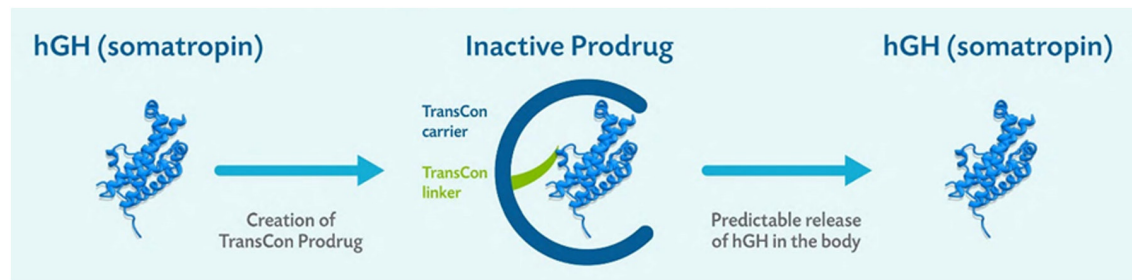 hGH (somatropin)
Inactive Prodrug
hGH (somatropin)
TransCon
carrier
TransCon
linker
Creation of
TransCon Prodrug
Predictable release
of hGH in the body